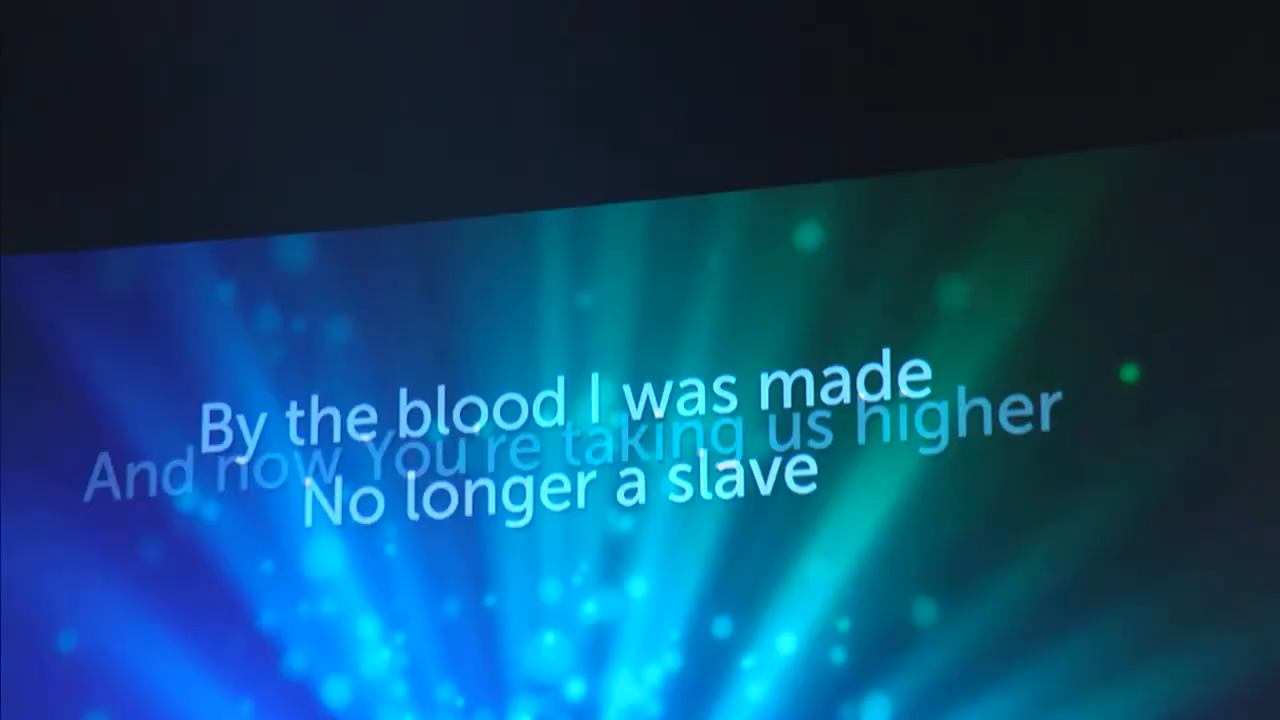 By the blood I was made
And now You're taking us higher
No longer a slave